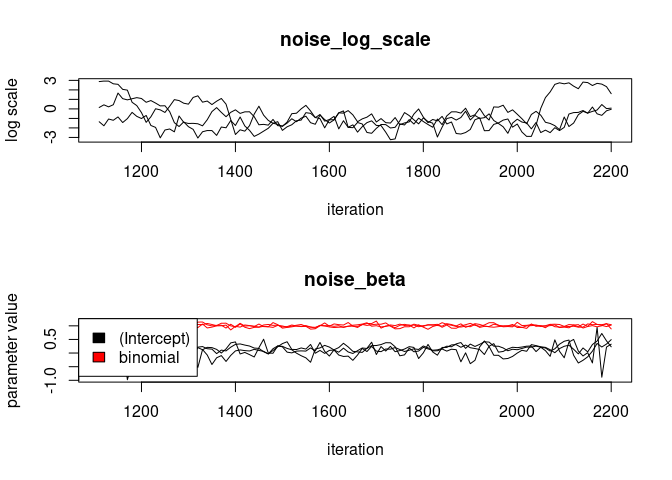 noise_log_scale
log scale
3
0
-3
1200 1400 1600 1800 2000 2200
iteration
noise_beta
parameter value
0.5
-1.0
(Intercept)
binomial
1200 1400 1600 1800 2000 2200
iteration